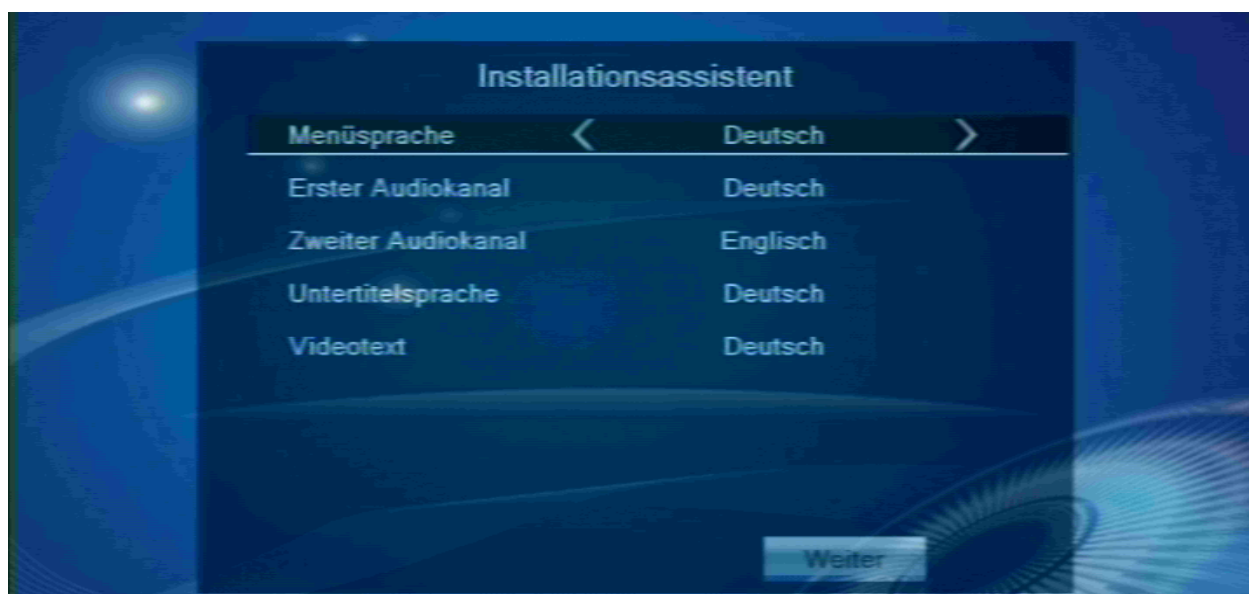 Installationsassistent
Menüsprache < Deutsch >
Erster Audiokanal Deutsch
Zweiter Audiokanal Englisch
Untertitelsprache Deutsch
Videotext Deutsch
Weiter